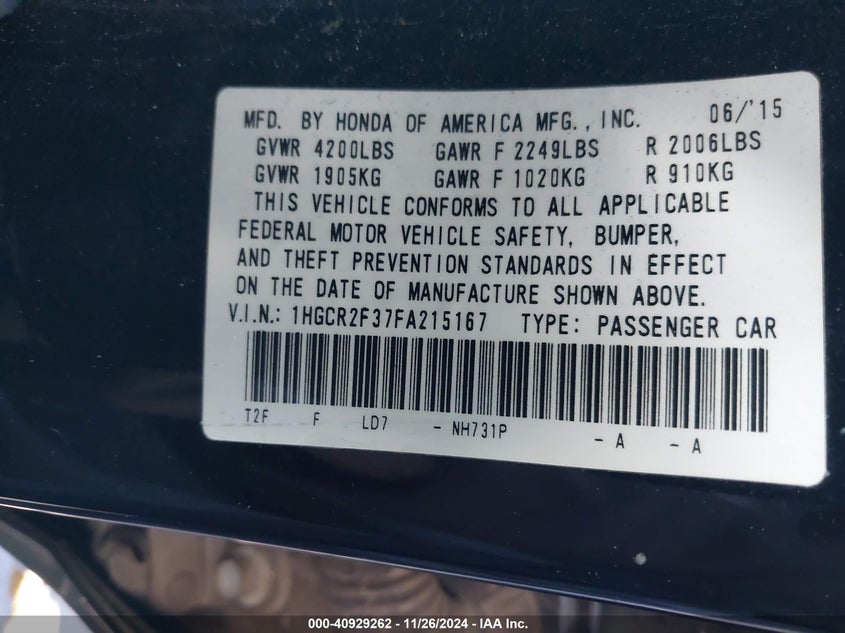 MFD. BY HONDA OF AMERICA MFG., INC. 06/'15
GVWR 4200LBS GAWR F 2249LBS R 2006LBS
GVWR 1905KG GAWR F 1020KG R 910KG
THIS VEHICLE CONFORMS TO ALL APPLICABLE
FEDERAL MOTOR VEHICLE SAFETY, BUMPER,
AND THEFT PREVENTION STANDARDS IN EFFECT
ON THE DATE OF MANUFACTURE SHOWN ABOVE.
V.I.N.: 1HGCR2F37FA215167 TYPE: PASSENGER CAR
T2F F LD7 - NH731P - A - A
000-40929262 - 11/26/2024 - IAA Inc.